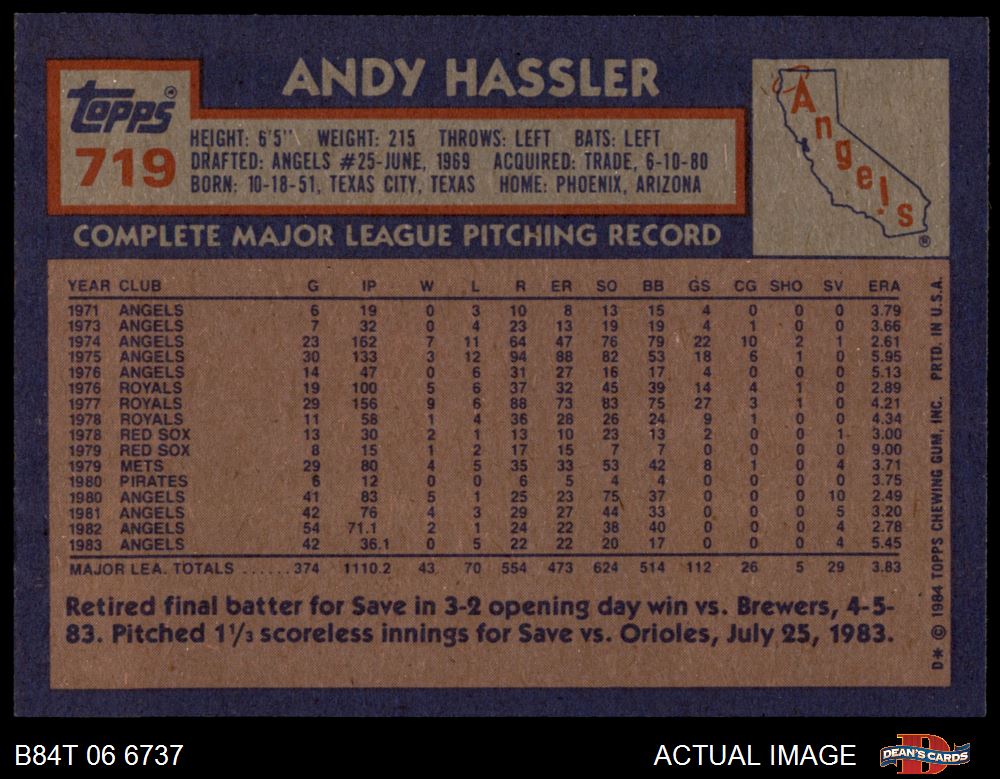 ANDY HASSLER
Topps®
719
HEIGHT: 6'5" WEIGHT: 215 THROWS: LEFT BATS: LEFT
DRAFTED: ANGELS #25-JUNE, 1969 ACQUIRED: TRADE, 6-10-80
BORN: 10-18-51, TEXAS CITY, TEXAS HOME: PHOENIX, ARIZONA
Angels ®
COMPLETE MAJOR LEAGUE PITCHING RECORD
YEAR CLUB G IP W L R ER SO BB GS CG SHO SV ERA
1971 ANGELS 6 19 0 3 10 8 13 15 4 0 0 0 3.79
1973 ANGELS 7 32 0 4 23 13 19 19 4 1 0 0 3.66
1974 ANGELS 23 162 7 11 64 47 76 79 22 10 2 1 2.61
1975 ANGELS 30 133 3 12 94 88 82 53 18 6 1 0 5.95
1976 ANGELS 14 47 0 6 31 27 16 17 4 0 0 0 5.13
1976 ROYALS 19 100 5 6 37 32 45 39 14 4 1 0 2.89
1977 ROYALS 29 156 9 6 88 73 83 75 27 3 1 0 4.21
1978 ROYALS 11 58 1 4 36 28 26 24 9 1 0 0 4.34
1978 RED SOX 13 30 2 1 13 10 23 13 2 0 0 1 3.00
1979 RED SOX 8 15 1 2 17 15 7 7 0 0 0 0 9.00
1979 METS 29 80 4 5 35 33 53 42 8 1 0 4 3.71
1980 PIRATES 6 12 0 0 6 5 4 4 0 0 0 0 3.75
1980 ANGELS 41 83 5 1 25 23 75 37 0 0 0 10 2.49
1981 ANGELS 42 76 4 3 29 27 44 33 0 0 0 5 3.20
1982 ANGELS 54 71.1 2 1 24 22 38 40 0 0 0 4 2.78
1983 ANGELS 42 36.1 0 5 22 22 20 17 0 0 0 4 5.45
MAJOR LEA. TOTALS ......374 1110.2 43 70 554 473 624 514 112 26 5 29 3.83
Retired final batter for Save in 3-2 opening day win vs. Brewers, 4-5-
83. Pitched 1⅓ scoreless innings for Save vs. Orioles, July 25, 1983.
D* © 1984 TOPPS CHEWING GUM, INC. PRTD. IN U.S.A.
B84T 06 6737
ACTUAL IMAGE
DEAN'S CARDS